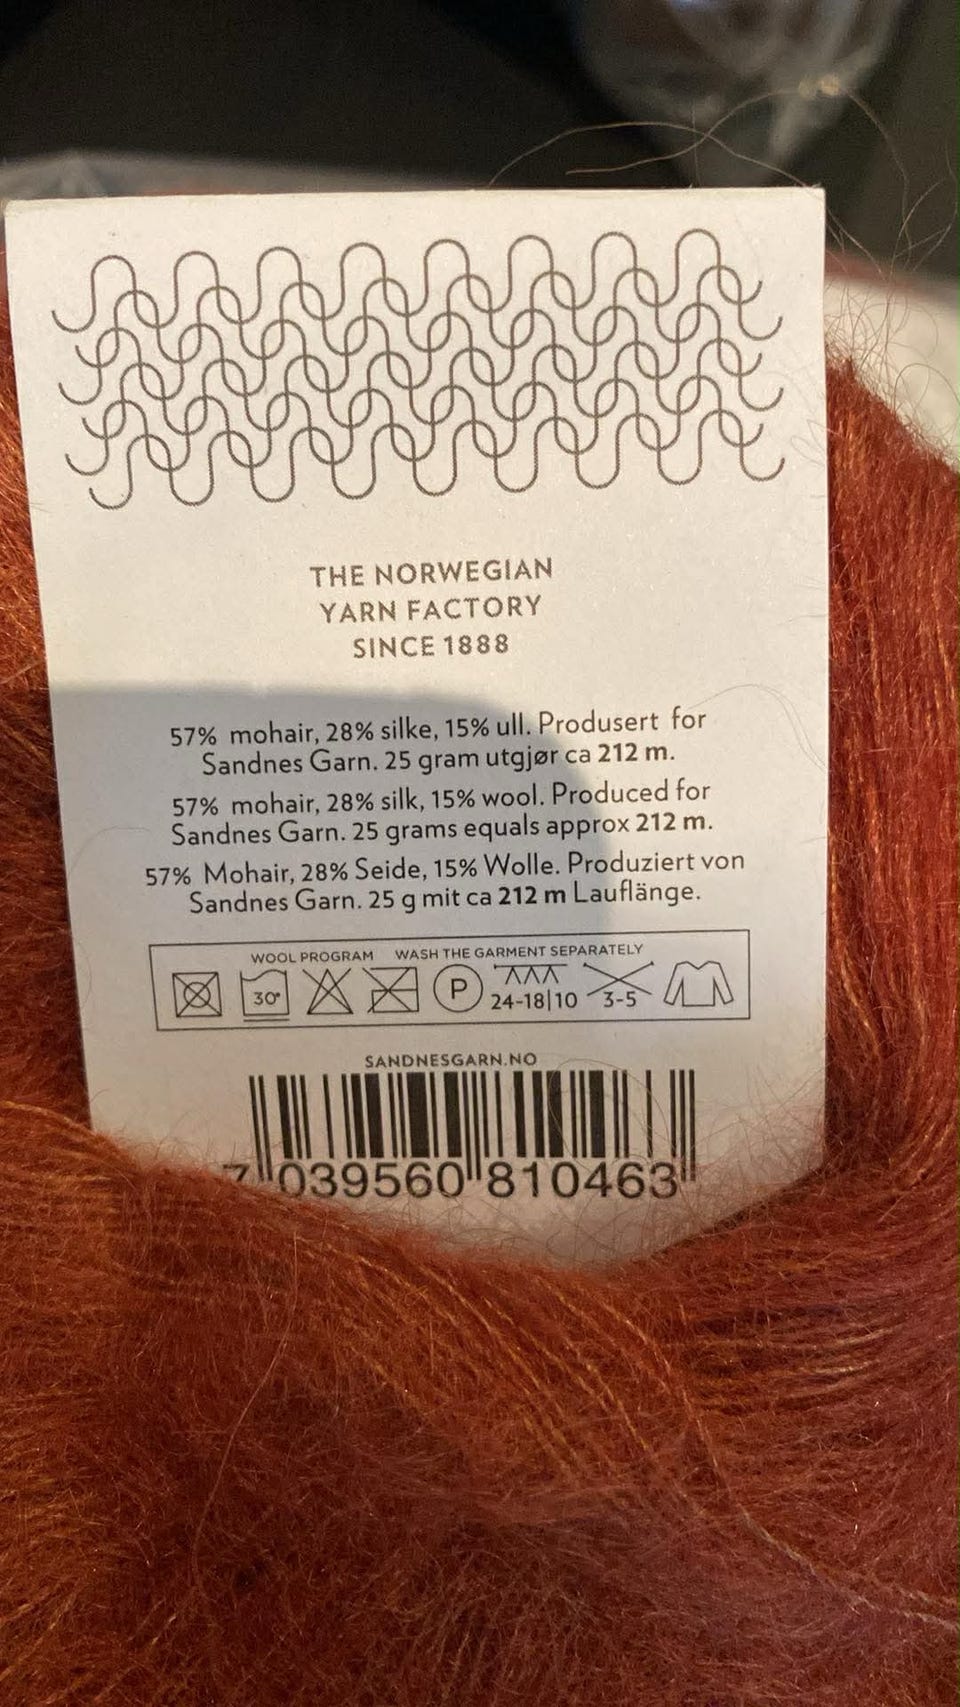 THE NORWEGIAN
YARN FACTORY
SINCE 1888
57% mohair, 28% silke, 15% ull. Produsert for
Sandnes Garn. 25 gram utgjør ca 212 m.
57% mohair, 28% silk, 15% wool. Produced for
Sandnes Garn. 25 grams equals approx 212 m.
57% Mohair, 28% Seide, 15% Wolle. Produziert von
Sandnes Garn. 25 g mit ca 212 m Lauflänge.
WOOL PROGRAM WASH THE GARMENT SEPARATELY
30° P 24-18|10 3-5
SANDNESGARN.NO
7 039560 810463